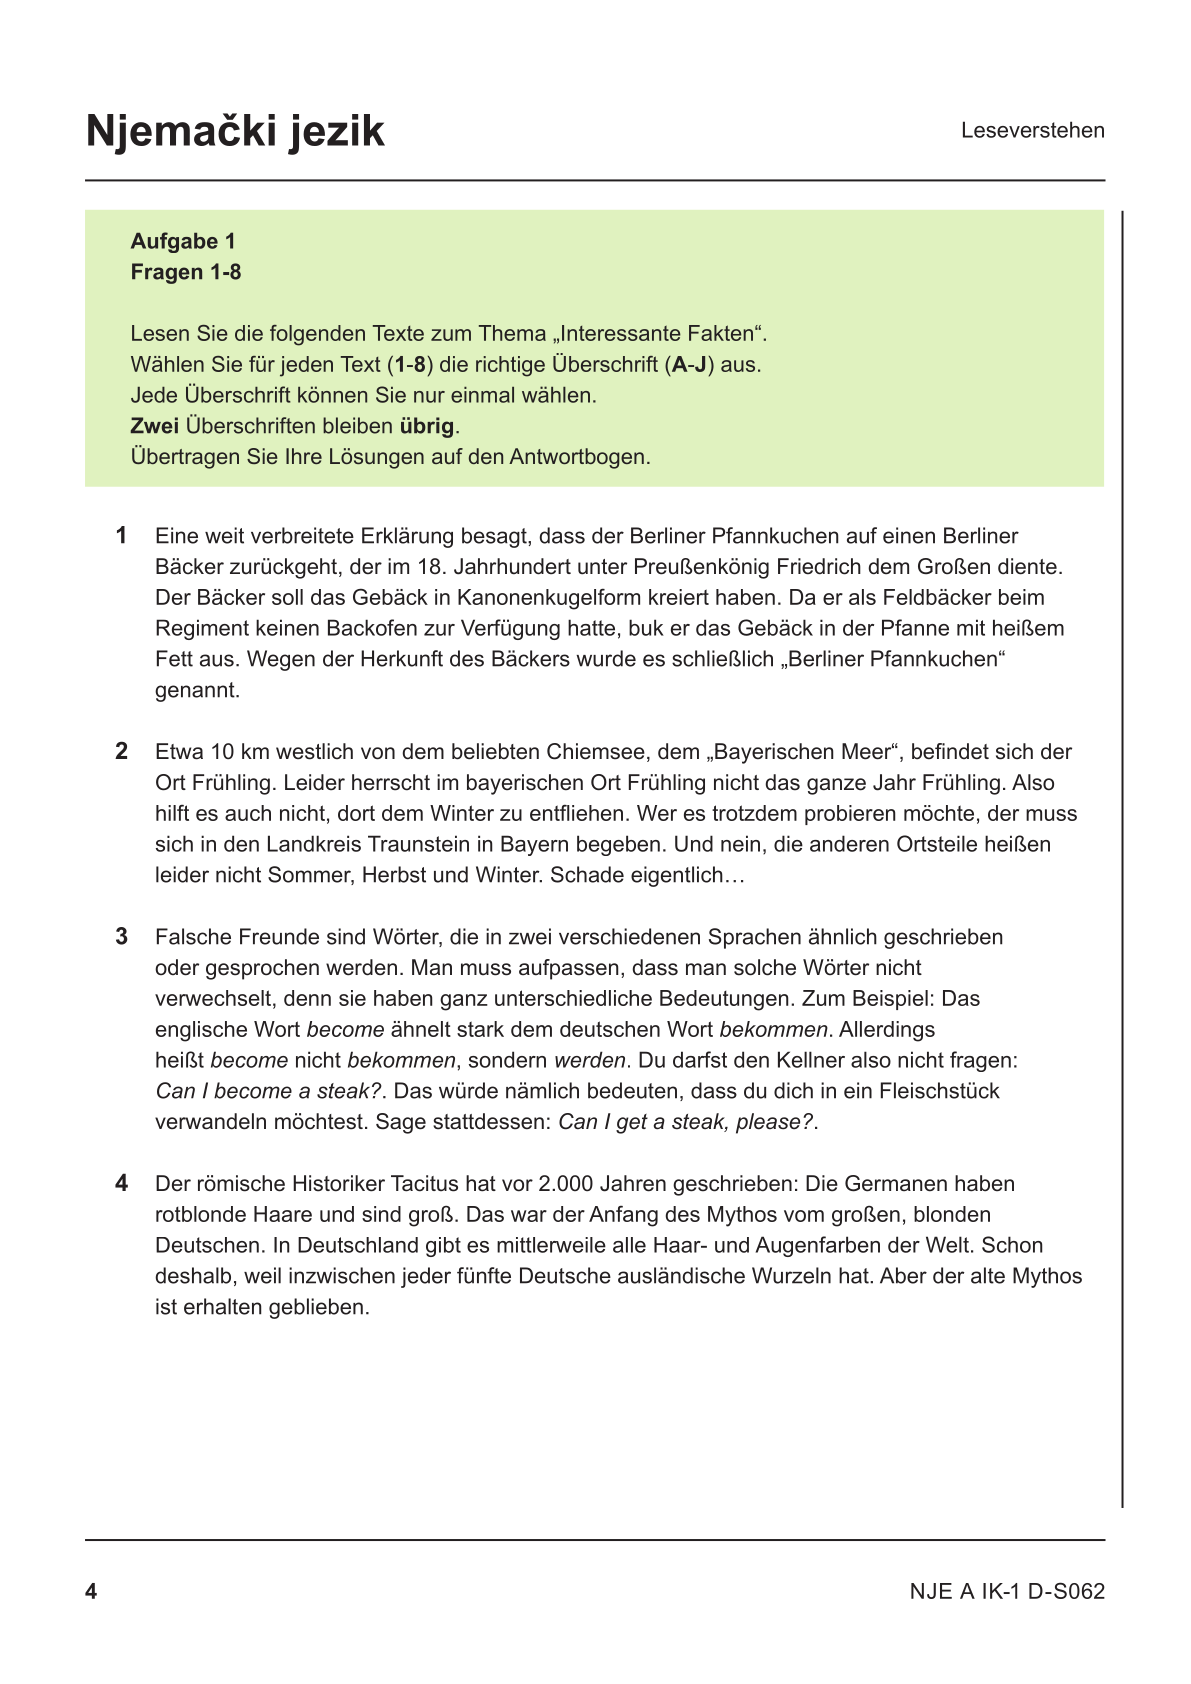 Njemački jezik
Leseverstehen
Aufgabe 1
Fragen 1-8
Lesen Sie die folgenden Texte zum Thema „Interessante Fakten“.
Wählen Sie für jeden Text (1-8) die richtige Überschrift (A-J) aus.
Jede Überschrift können Sie nur einmal wählen.
Zwei Überschriften bleiben übrig.
Übertragen Sie Ihre Lösungen auf den Antwortbogen.
1 Eine weit verbreitete Erklärung besagt, dass der Berliner Pfannkuchen auf einen Berliner
Bäcker zurückgeht, der im 18. Jahrhundert unter Preußenkönig Friedrich dem Großen diente.
Der Bäcker soll das Gebäck in Kanonenkugelform kreiert haben. Da er als Feldbäcker beim
Regiment keinen Backofen zur Verfügung hatte, buk er das Gebäck in der Pfanne mit heißem
Fett aus. Wegen der Herkunft des Bäckers wurde es schließlich „Berliner Pfannkuchen“
genannt.
2 Etwa 10 km westlich von dem beliebten Chiemsee, dem „Bayerischen Meer“, befindet sich der
Ort Frühling. Leider herrscht im bayerischen Ort Frühling nicht das ganze Jahr Frühling. Also
hilft es auch nicht, dort dem Winter zu entfliehen. Wer es trotzdem probieren möchte, der muss
sich in den Landkreis Traunstein in Bayern begeben. Und nein, die anderen Ortsteile heißen
leider nicht Sommer, Herbst und Winter. Schade eigentlich…
3 Falsche Freunde sind Wörter, die in zwei verschiedenen Sprachen ähnlich geschrieben
oder gesprochen werden. Man muss aufpassen, dass man solche Wörter nicht
verwechselt, denn sie haben ganz unterschiedliche Bedeutungen. Zum Beispiel: Das
englische Wort become ähnelt stark dem deutschen Wort bekommen. Allerdings
heißt become nicht bekommen, sondern werden. Du darfst den Kellner also nicht fragen:
Can I become a steak?. Das würde nämlich bedeuten, dass du dich in ein Fleischstück
verwandeln möchtest. Sage stattdessen: Can I get a steak, please?.
4 Der römische Historiker Tacitus hat vor 2.000 Jahren geschrieben: Die Germanen haben
rotblonde Haare und sind groß. Das war der Anfang des Mythos vom großen, blonden
Deutschen. In Deutschland gibt es mittlerweile alle Haar- und Augenfarben der Welt. Schon
deshalb, weil inzwischen jeder fünfte Deutsche ausländische Wurzeln hat. Aber der alte Mythos
ist erhalten geblieben.
4
NJE A IK-1 D-S062